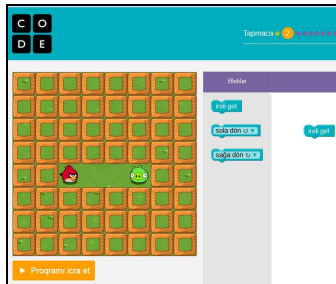 C O
D E
Tapmaca 2
Bloklar
irəli get
sola dön ↺ ▼
irəli get
sağa dön ↻ ▼
Proqramı icra et